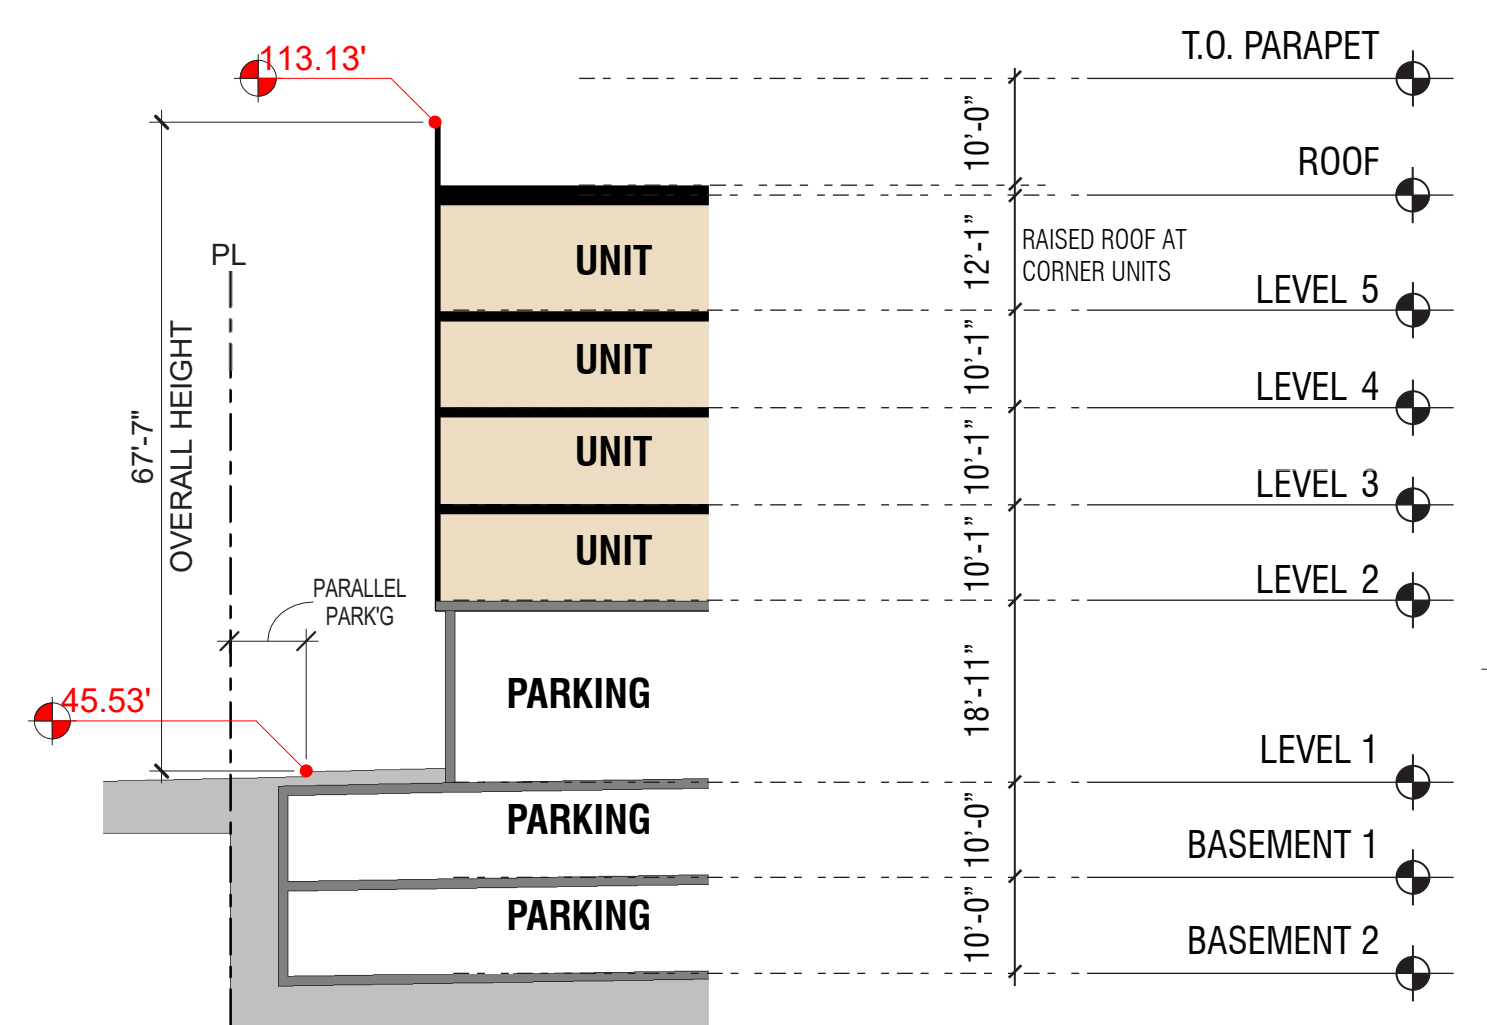 T.O. PARAPET
113.13'
10'-0”
ROOF
RAISED ROOF AT
CORNER UNITS
12'-1”
UNIT
PL
LEVEL 5
10'-1”
UNIT
LEVEL 4
67'-7"
OVERALL HEIGHT
10'-1”
UNIT
LEVEL 3
10'-1”
UNIT
LEVEL 2
PARALLEL
PARK'G
18'-11”
PARKING
45.53'
LEVEL 1
10'-0”
PARKING
BASEMENT 1
10'-0”
PARKING
BASEMENT 2